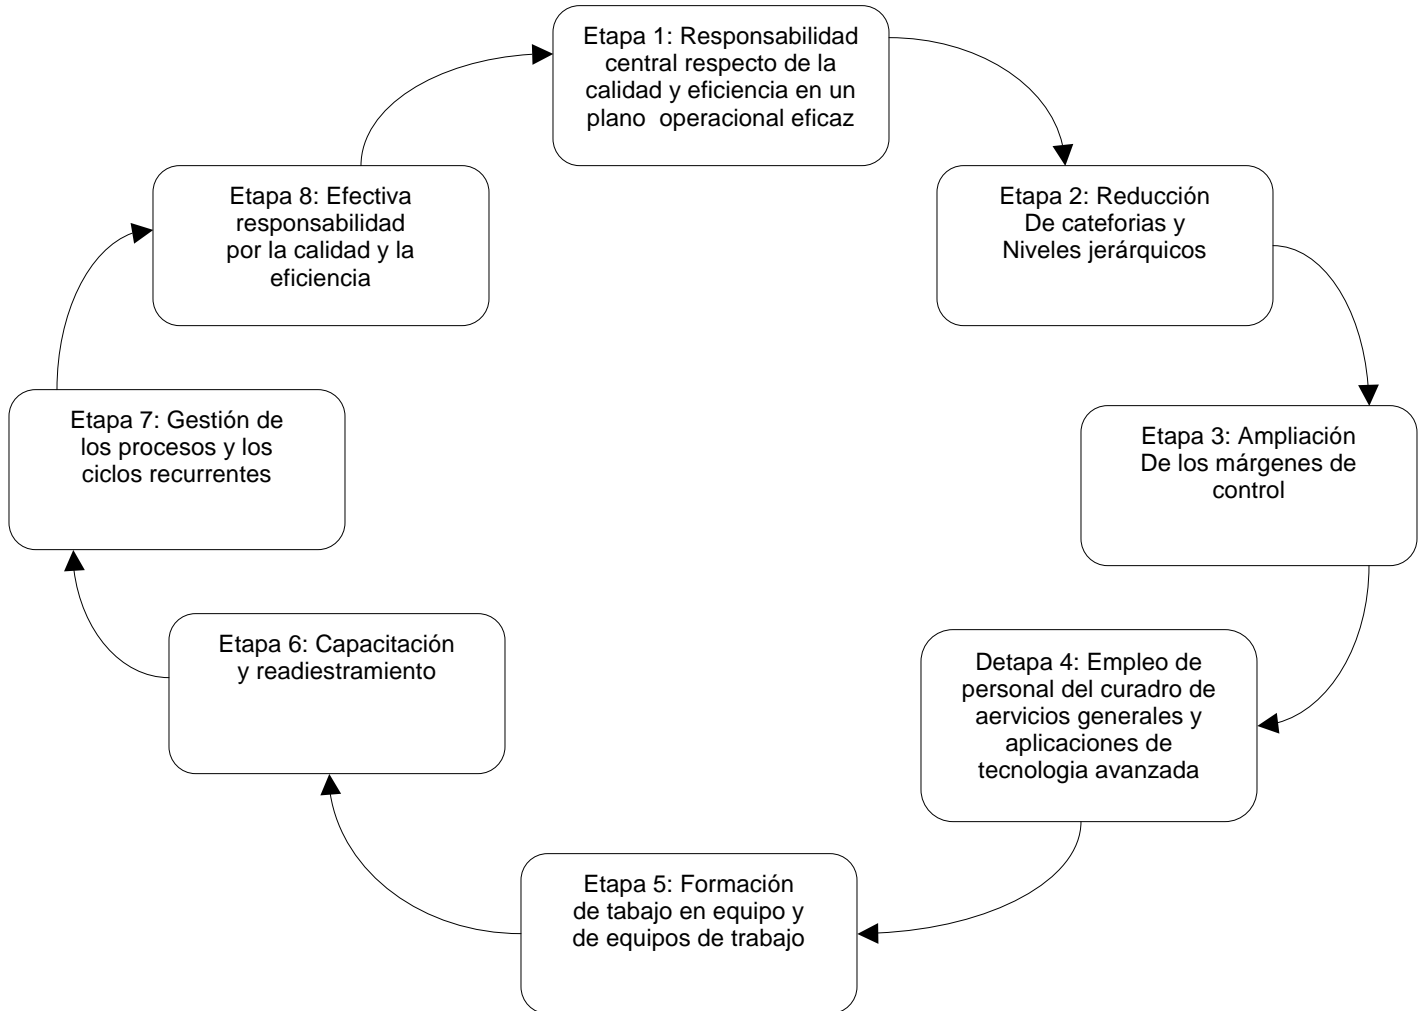 Etapa 1: Responsabilidad
central respecto de la
calidad y eficiencia en un
plano operacional eficaz
Etapa 2: Reducción
De cateforias y
Niveles jerárquicos
Etapa 3: Ampliación
De los márgenes de
control
Detapa 4: Empleo de
personal del curadro de
aervicios generales y
aplicaciones de
tecnologia avanzada
Etapa 5: Formación
de tabajo en equipo y
de equipos de trabajo
Etapa 6: Capacitación
y readiestramiento
Etapa 7: Gestión de
los procesos y los
ciclos recurrentes
Etapa 8: Efectiva
responsabilidad
por la calidad y la
eficiencia